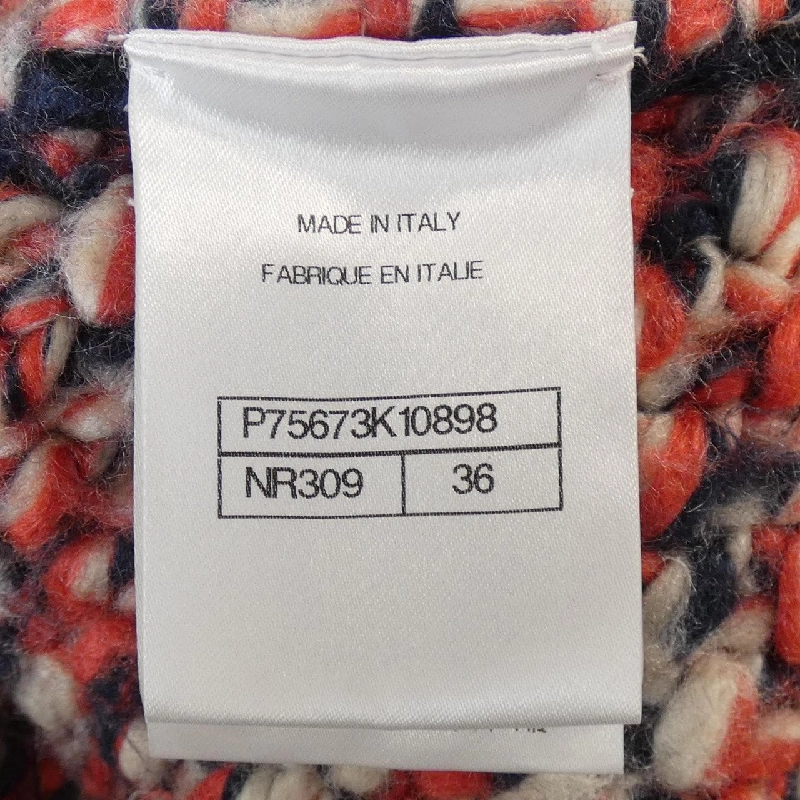 MADE IN ITALY
FABRIQUE EN ITALIE
P75673K10898
NR309 36